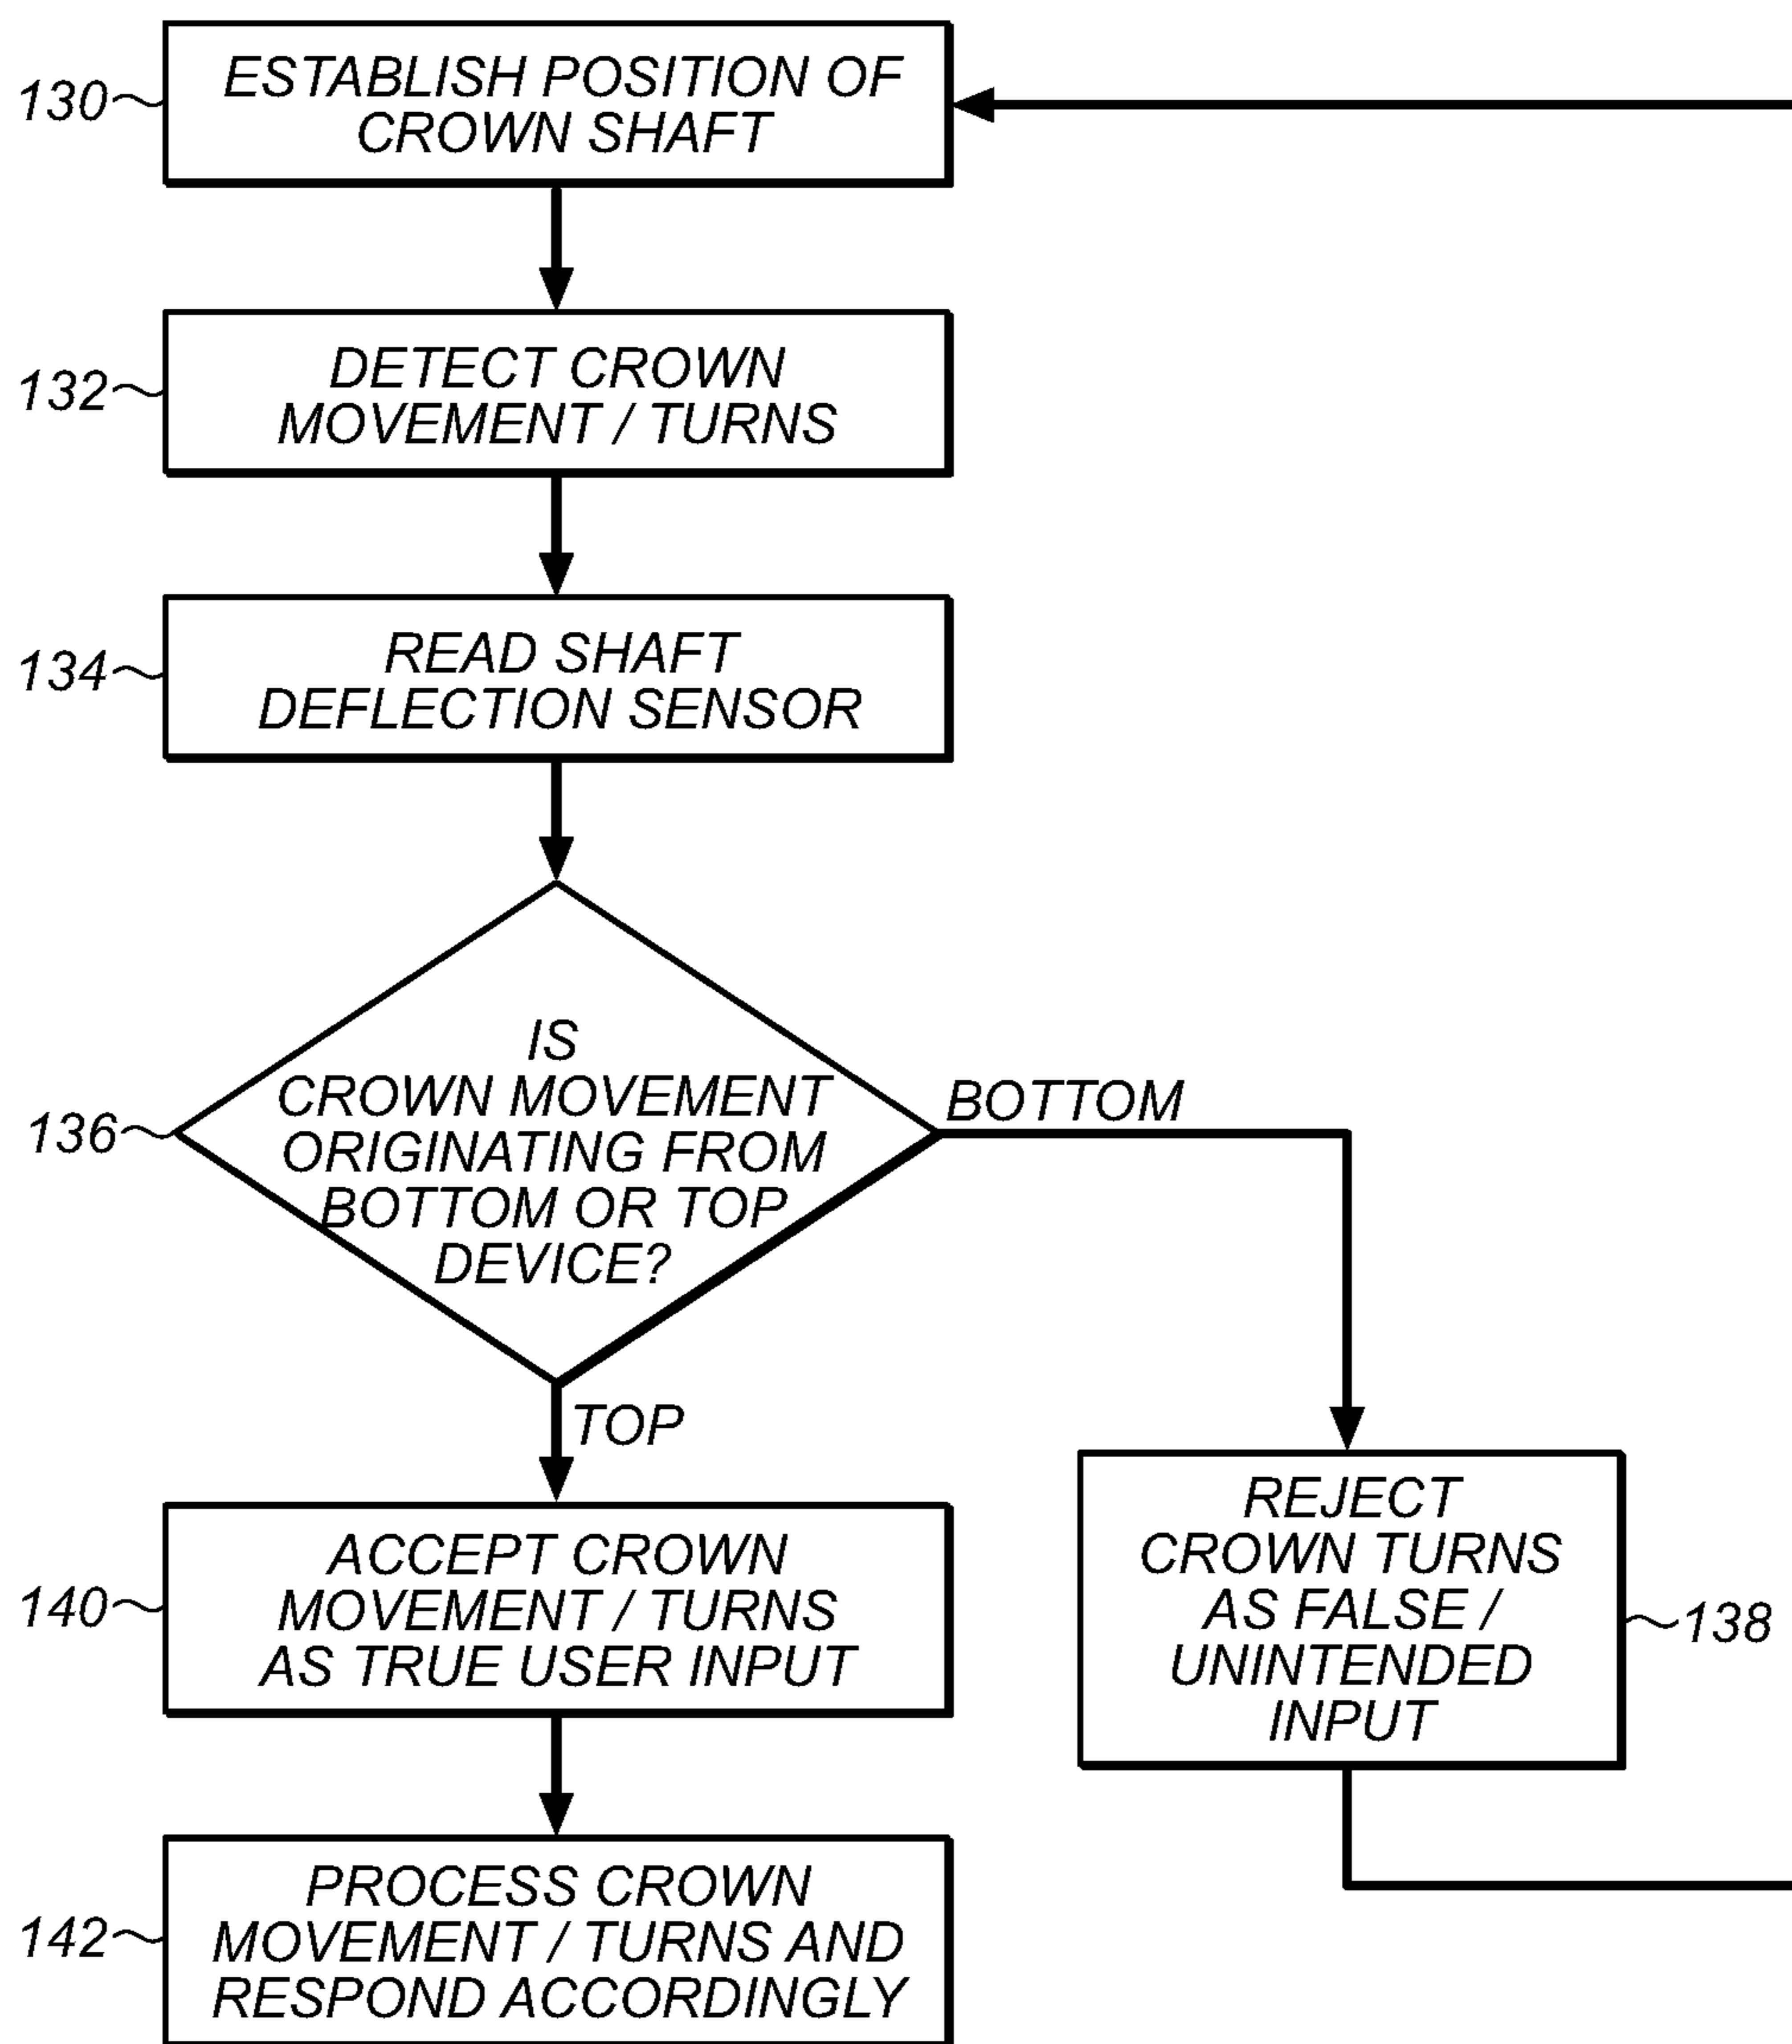 130
ESTABLISH POSITION OF
CROWN SHAFT
132
DETECT CROWN
MOVEMENT / TURNS
134
READ SHAFT
DEFLECTION SENSOR
136
IS
CROWN MOVEMENT
ORIGINATING FROM
BOTTOM OR TOP
DEVICE?
BOTTOM
TOP
140
ACCEPT CROWN
MOVEMENT / TURNS
AS TRUE USER INPUT
REJECT
CROWN TURNS
AS FALSE /
UNINTENDED
INPUT
138
142
PROCESS CROWN
MOVEMENT / TURNS AND
RESPOND ACCORDINGLY